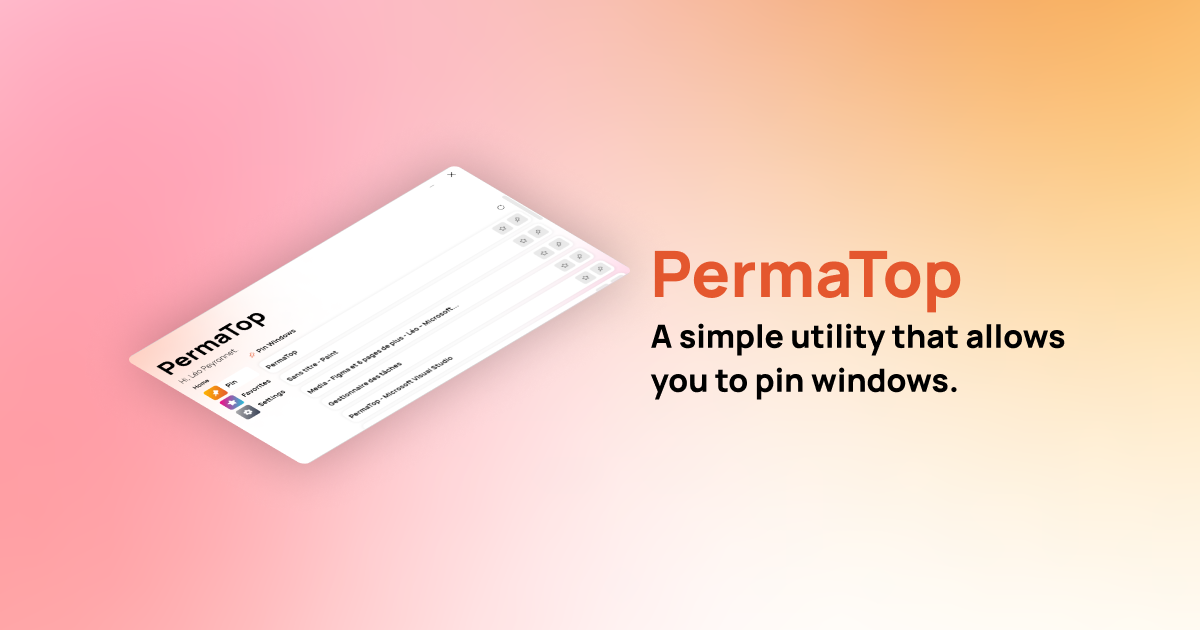 PermaTop
Hi, Léo Peyronnet.
Home
Pin
Favorites
Settings
Pin Windows
PermaTop
Sans titre - Paint
Media - Figma et 6 pages de plus - Léo - Microsoft...
Gestionnaire des tâches
PermaTop - Microsoft Visual Studio
PermaTop
A simple utility that allows
you to pin windows.